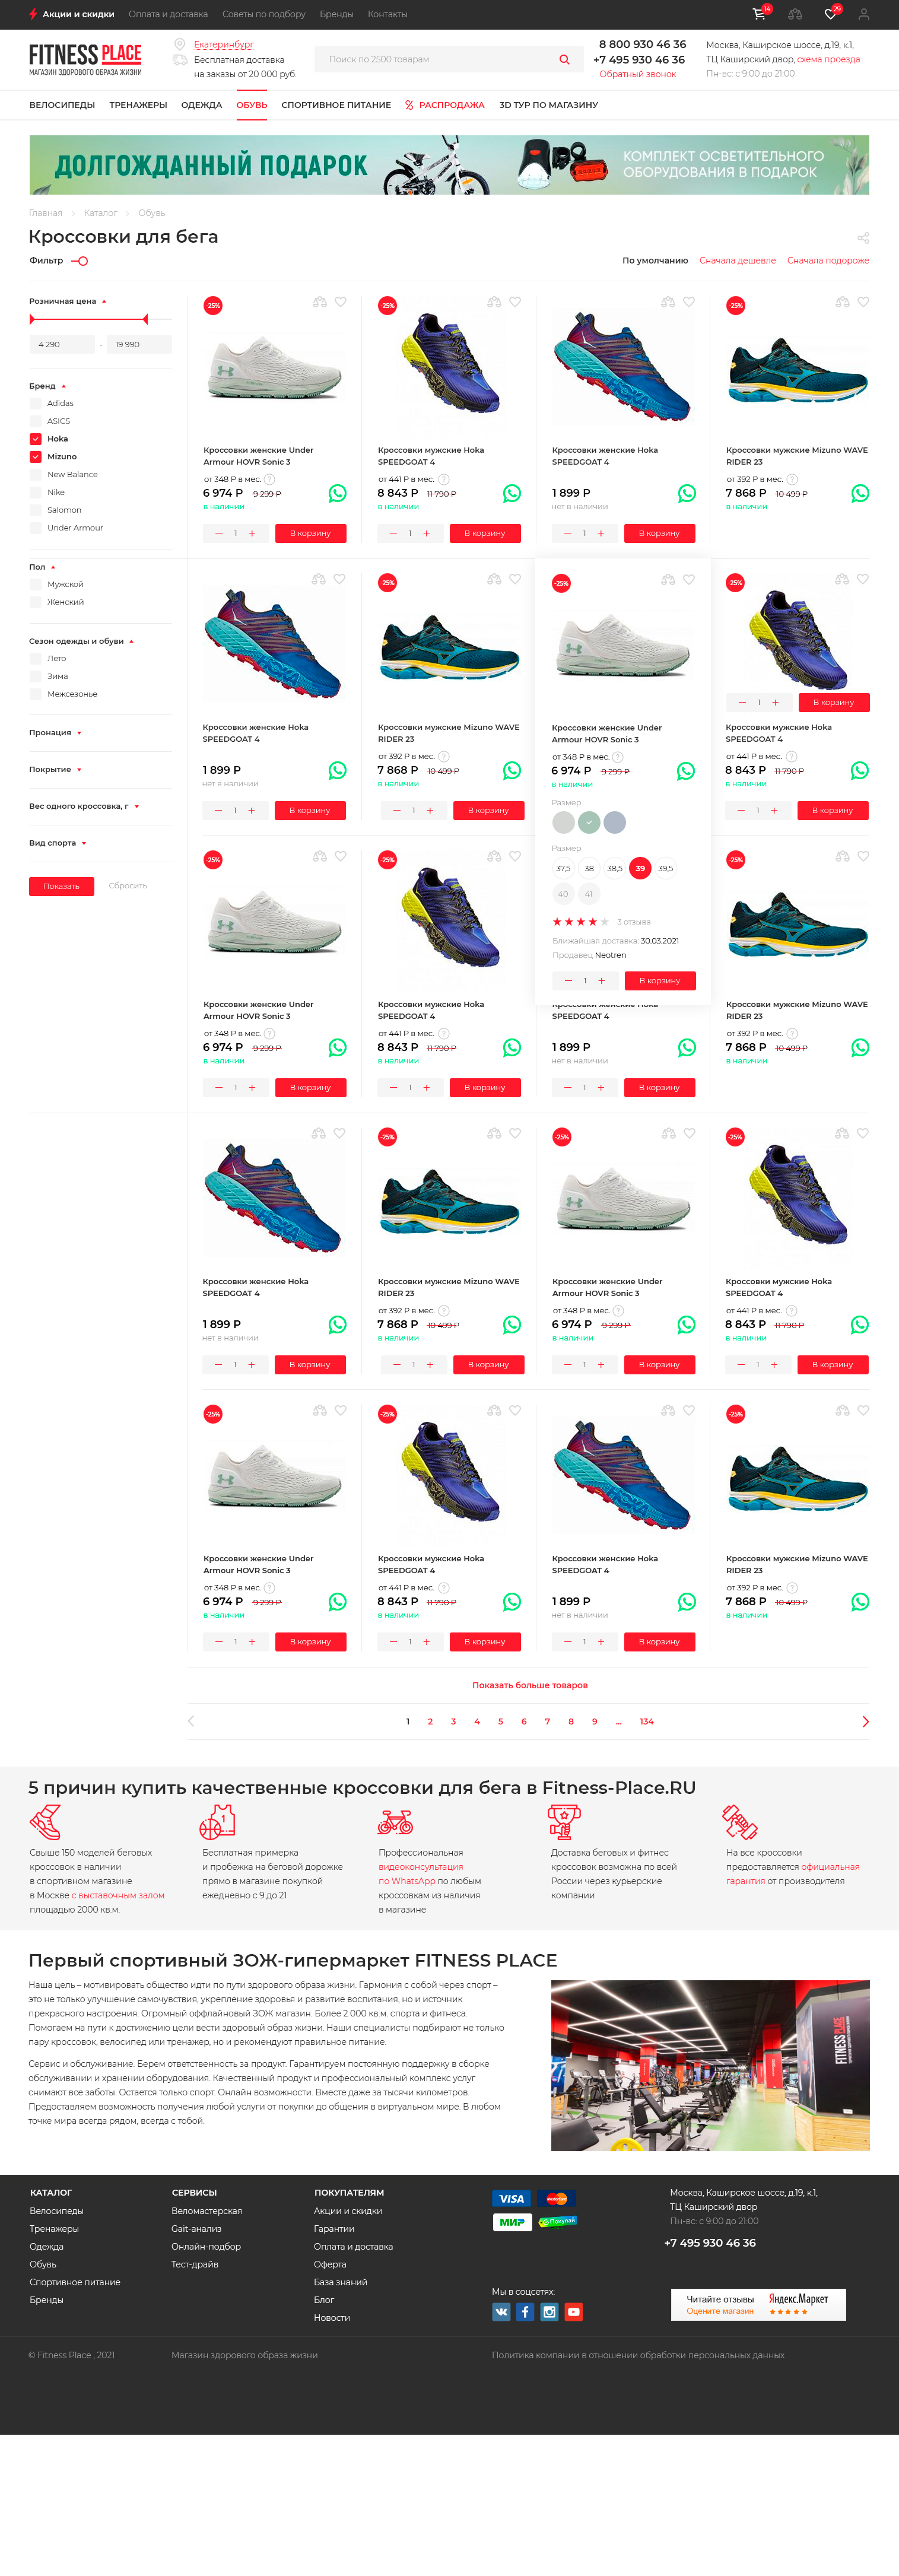 Акции и скидки Оплата и доставка Советы по подбору Бренды Контакты 14 29
FITNESS PLACE
МАГАЗИН ЗДОРОВОГО ОБРАЗА ЖИЗНИ
Екатеринбург
Бесплатная доставка
на заказы от 20 000 руб.
Поиск по 2500 товарам
8 800 930 46 36
+7 495 930 46 36
Обратный звонок
Москва, Каширское шоссе, д.19, к.1,
ТЦ Каширский двор, схема проезда
Пн-вс: с 9:00 до 21:00
ВЕЛОСИПЕДЫ ТРЕНАЖЕРЫ ОДЕЖДА ОБУВЬ СПОРТИВНОЕ ПИТАНИЕ РАСПРОДАЖА 3D ТУР ПО МАГАЗИНУ
ДОЛГОЖДАННЫЙ ПОДАРОК
КОМПЛЕКТ ОСВЕТИТЕЛЬНОГО
ОБОРУДОВАНИЯ В ПОДАРОК
Главная Каталог Обувь
Кроссовки для бега
Фильтр
По умолчанию Сначала дешевле Сначала подороже
Розничная цена
4 290 - 19 990
Бренд
Adidas
ASICS
Hoka
Mizuno
New Balance
Nike
Salomon
Under Armour
Пол
Мужской
Женский
Сезон одежды и обуви
Лето
Зима
Межсезонье
Пронация
Покрытие
Вес одного кроссовка, г
Вид спорта
Показать Сбросить
-25% -25% -25%
Кроссовки женские Under Кроссовки мужские Hoka Кроссовки женские Hoka Кроссовки мужские Mizuno WAVE
Armour HOVR Sonic 3 SPEEDGOAT 4 SPEEDGOAT 4 RIDER 23
от 348 Р в мес. ? от 441 Р в мес. ? от 392 Р в мес. ?
6 974 Р 9 299 Р 8 843 Р 11 790 Р 1 899 Р 7 868 Р 10 499 Р
в наличии в наличии нет в наличии в наличии
1 В корзину 1 В корзину 1 В корзину
-25% -25% -25%
1 В корзину
Кроссовки женские Hoka Кроссовки мужские Mizuno WAVE Кроссовки женские Under Кроссовки мужские Hoka
SPEEDGOAT 4 RIDER 23 Armour HOVR Sonic 3 SPEEDGOAT 4
от 392 Р в мес. ? от 348 Р в мес. ? от 441 Р в мес. ?
1 899 Р 7 868 Р 10 499 Р 6 974 Р 9 299 Р 8 843 Р 11 790 Р
нет в наличии в наличии в наличии в наличии
1 В корзину 1 В корзину 1 В корзину
Размер
Размер
37,5 38 38,5 39 39,5
40 41
3 отзыва
Ближайшая доставка: 30.03.2021
Продавец Neotren
1 В корзину
-25% -25% -25%
Кроссовки женские Under Кроссовки мужские Hoka Кроссовки женские Hoka Кроссовки мужские Mizuno WAVE
Armour HOVR Sonic 3 SPEEDGOAT 4 SPEEDGOAT 4 RIDER 23
от 348 Р в мес. ? от 441 Р в мес. ? от 392 Р в мес. ?
6 974 Р 9 299 Р 8 843 Р 11 790 Р 1 899 Р 7 868 Р 10 499 Р
в наличии в наличии нет в наличии в наличии
1 В корзину 1 В корзину 1 В корзину
-25% -25% -25%
Кроссовки женские Hoka Кроссовки мужские Mizuno WAVE Кроссовки женские Under Кроссовки мужские Hoka
SPEEDGOAT 4 RIDER 23 Armour HOVR Sonic 3 SPEEDGOAT 4
от 392 Р в мес. ? от 348 Р в мес. ? от 441 Р в мес. ?
1 899 Р 7 868 Р 10 499 Р 6 974 Р 9 299 Р 8 843 Р 11 790 Р
нет в наличии в наличии в наличии в наличии
1 В корзину 1 В корзину 1 В корзину 1 В корзину
-25% -25% -25%
Кроссовки женские Under Кроссовки мужские Hoka Кроссовки женские Hoka Кроссовки мужские Mizuno WAVE
Armour HOVR Sonic 3 SPEEDGOAT 4 SPEEDGOAT 4 RIDER 23
от 348 Р в мес. ? от 441 Р в мес. ? от 392 Р в мес. ?
6 974 Р 9 299 Р 8 843 Р 11 790 Р 1 899 Р 7 868 Р 10 499 Р
в наличии в наличии нет в наличии в наличии
1 В корзину 1 В корзину 1 В корзину
Показать больше товаров
1 2 3 4 5 6 7 8 9 ... 134
5 причин купить качественные кроссовки для бега в Fitness-Place.RU
Свыше 150 моделей беговых
кроссовок в наличии
в спортивном магазине
в Москве с выставочным залом
площадью 2000 кв.м.
Бесплатная примерка
и пробежка на беговой дорожке
прямо в магазине покупкой
ежедневно с 9 до 21
Профессиональная
видеоконсультация
по WhatsApp по любым
кроссовкам из наличия
в магазине
Доставка беговых и фитнес
кроссовок возможна по всей
России через курьерские
компании
На все кроссовки
предоставляется официальная
гарантия от производителя
Первый спортивный ЗОЖ-гипермаркет FITNESS PLACE
Наша цель – мотивировать общество идти по пути здорового образа жизни. Гармония с собой через спорт –
это не только улучшение самочувствия, укрепление здоровья и развитие воспитания, но и источник
прекрасного настроения. Огромный оффлайновый ЗОЖ магазин. Более 2 000 кв.м. спорта и фитнеса.
Помогаем на пути к достижению цели вести здоровый образ жизни. Наши специалисты подбирают не только
пару кроссовок, велосипед или тренажер, но и рекомендуют правильное питание.
Сервис и обслуживание. Берем ответственность за продукт. Гарантируем постоянную поддержку в сборке
обслуживании и хранении оборудования. Качественный продукт и профессиональный комплекс услуг
снимают все заботы. Остается только спорт. Онлайн возможности. Вместе даже за тысячи километров.
Предоставляем возможность получения любой услуги от покупки до общения в виртуальном мире. В любом
точке мира всегда рядом, всегда с тобой.
FITNESS PLACE
КАТАЛОГ
Велосипеды
Тренажеры
Одежда
Обувь
Спортивное питание
Бренды
СЕРВИСЫ
Веломастерская
Gait-анализ
Онлайн-подбор
Тест-драйв
ПОКУПАТЕЛЯМ
Акции и скидки
Гарантии
Оплата и доставка
Оферта
База знаний
Блог
Новости
VISA MasterCard
МИР Покупай
Мы в соцсетях:
Москва, Каширское шоссе, д.19, к.1,
ТЦ Каширский двор
Пн-вс: с 9:00 до 21:00
+7 495 930 46 36
Читайте отзывы Яндекс.Маркет
Оцените магазин
© Fitness Place , 2021 Магазин здорового образа жизни Политика компании в отношении обработки персональных данных